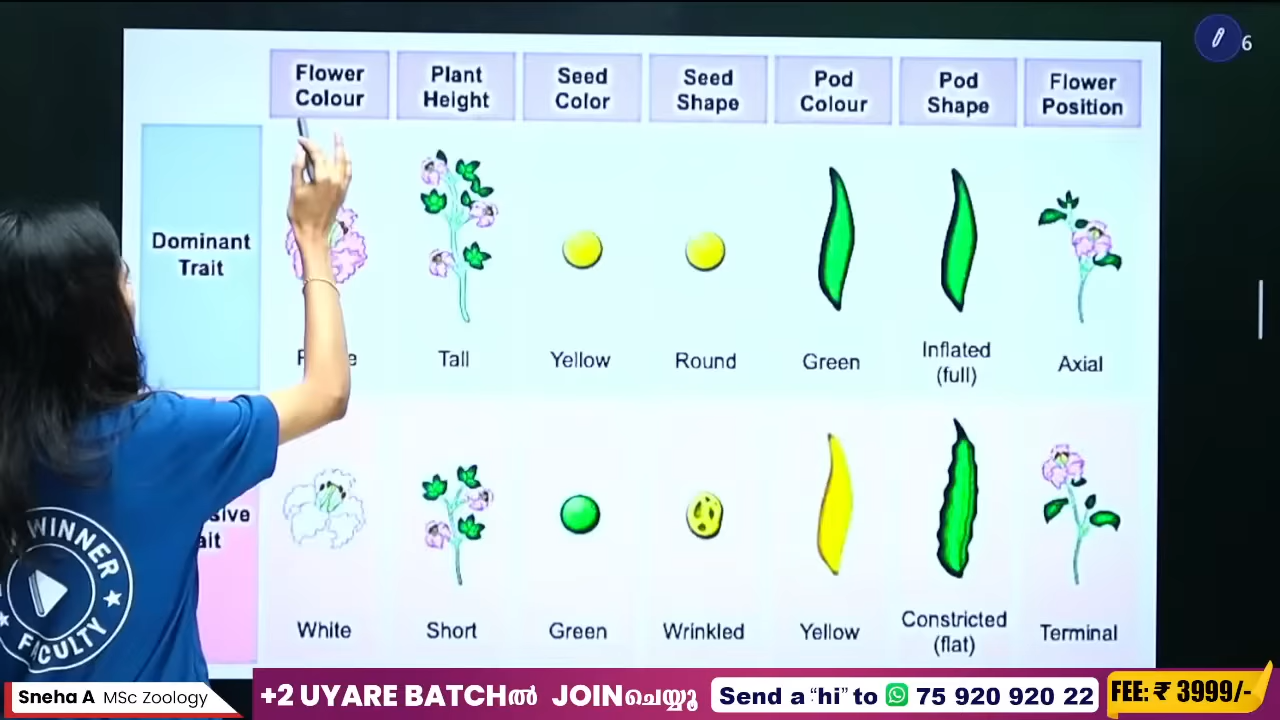 6
Flower Colour
Plant Height
Seed Color
Seed Shape
Pod Colour
Pod Shape
Flower Position
Dominant Trait
Tall
Yellow
Round
Green
Inflated (full)
Axial
White
Short
Green
Wrinkled
Yellow
Constricted (flat)
Terminal
WINNER
FACULTY
Sneha A MSc Zoology
+2 UYARE BATCHൽ JOINചെയ്യൂ
Send a “hi” to 75 920 920 22
FEE: ₹ 3999/-